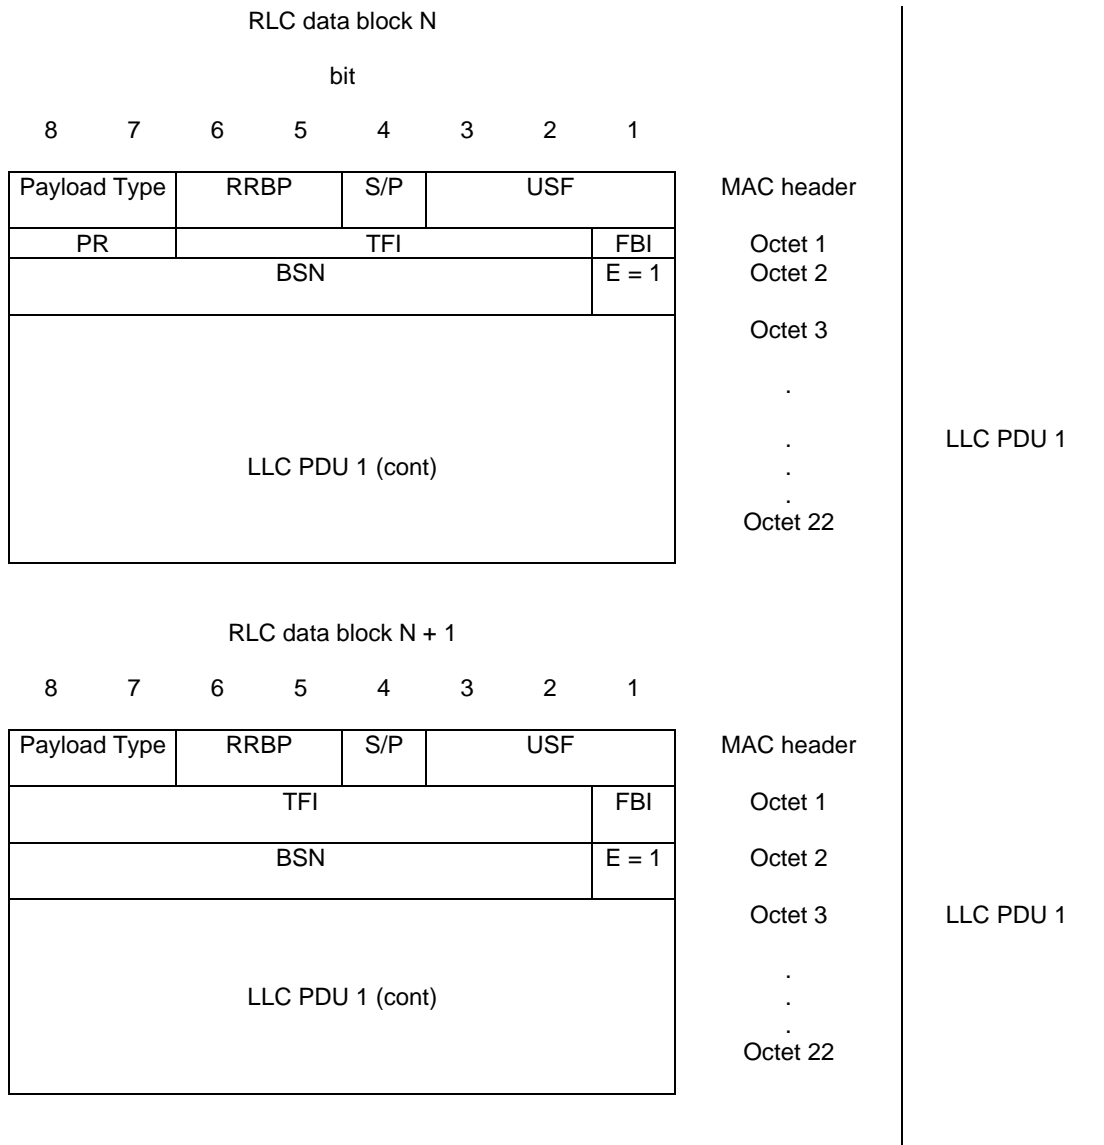 RLC data block N
bit
8 7 6 5 4 3 2 1
Payload Type RRBP S/P USF MAC header
PR TFI FBI Octet 1
BSN E = 1 Octet 2
Octet 3
.
. LLC PDU 1
LLC PDU 1 (cont) .
.
Octet 22
RLC data block N + 1
8 7 6 5 4 3 2 1
Payload Type RRBP S/P USF MAC header
TFI FBI Octet 1
BSN E = 1 Octet 2
Octet 3 LLC PDU 1
.
LLC PDU 1 (cont) .
.
Octet 22